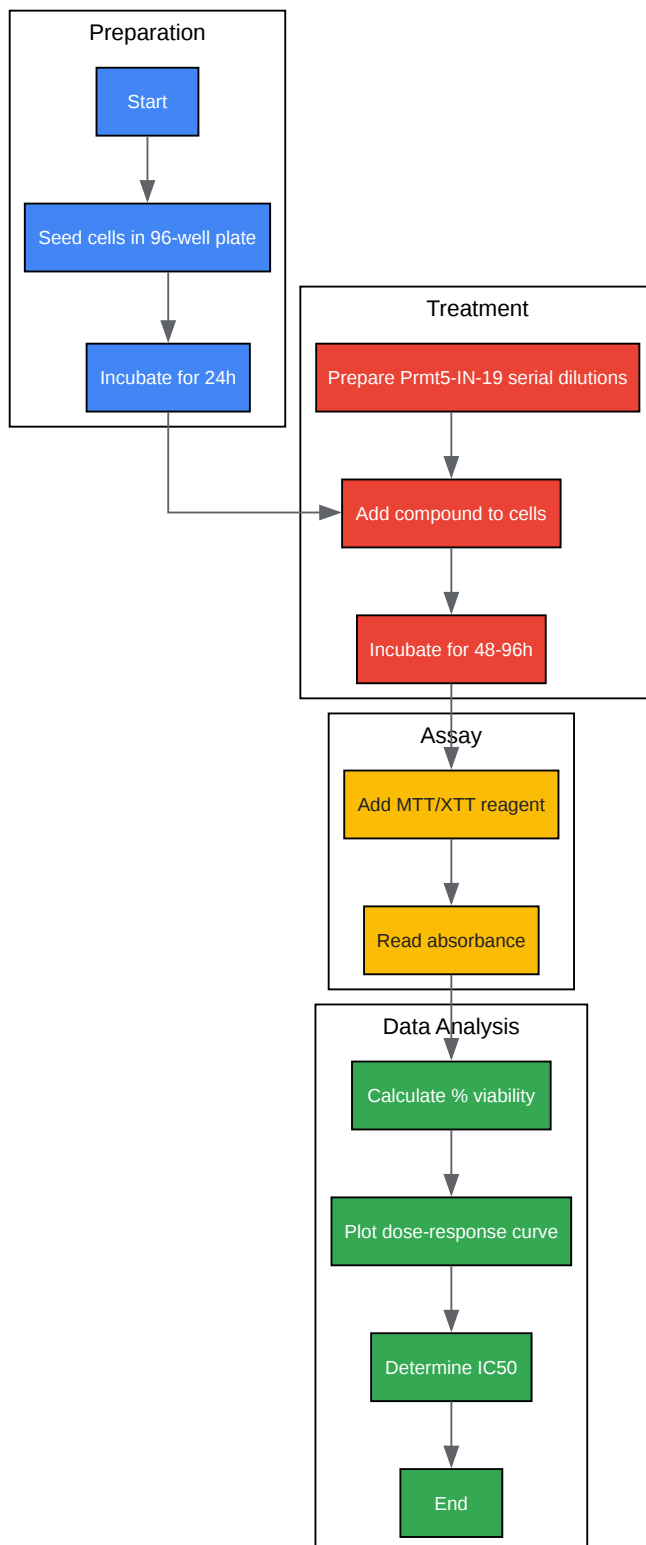 Preparation
Start
Seed cells in 96-well plate
Incubate for 24h
Treatment
Prepare Prmt5-IN-19 serial dilutions
Add compound to cells
Incubate for 48-96h
Assay
Add MTT/XTT reagent
Read absorbance
Data Analysis
Calculate % viability
Plot dose-response curve
Determine IC50
End